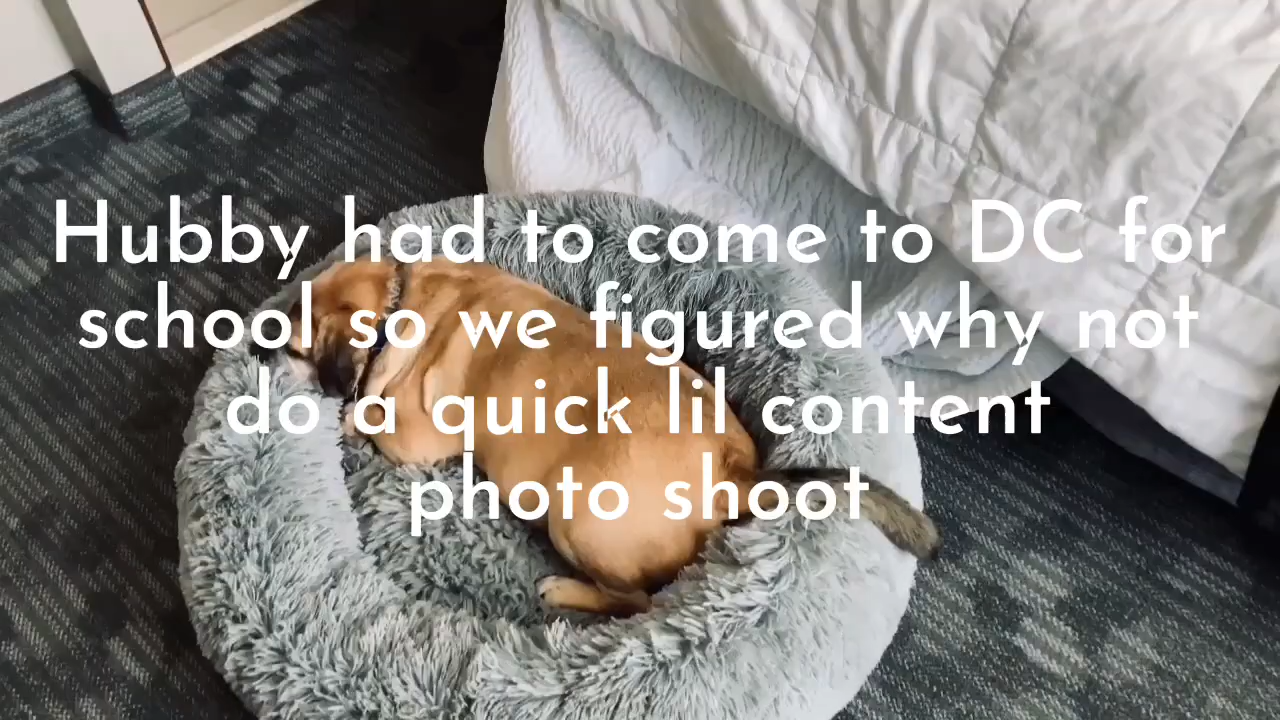 Hubby had to come to DC for
school so we figured why not
do a quick lil content
photo shoot